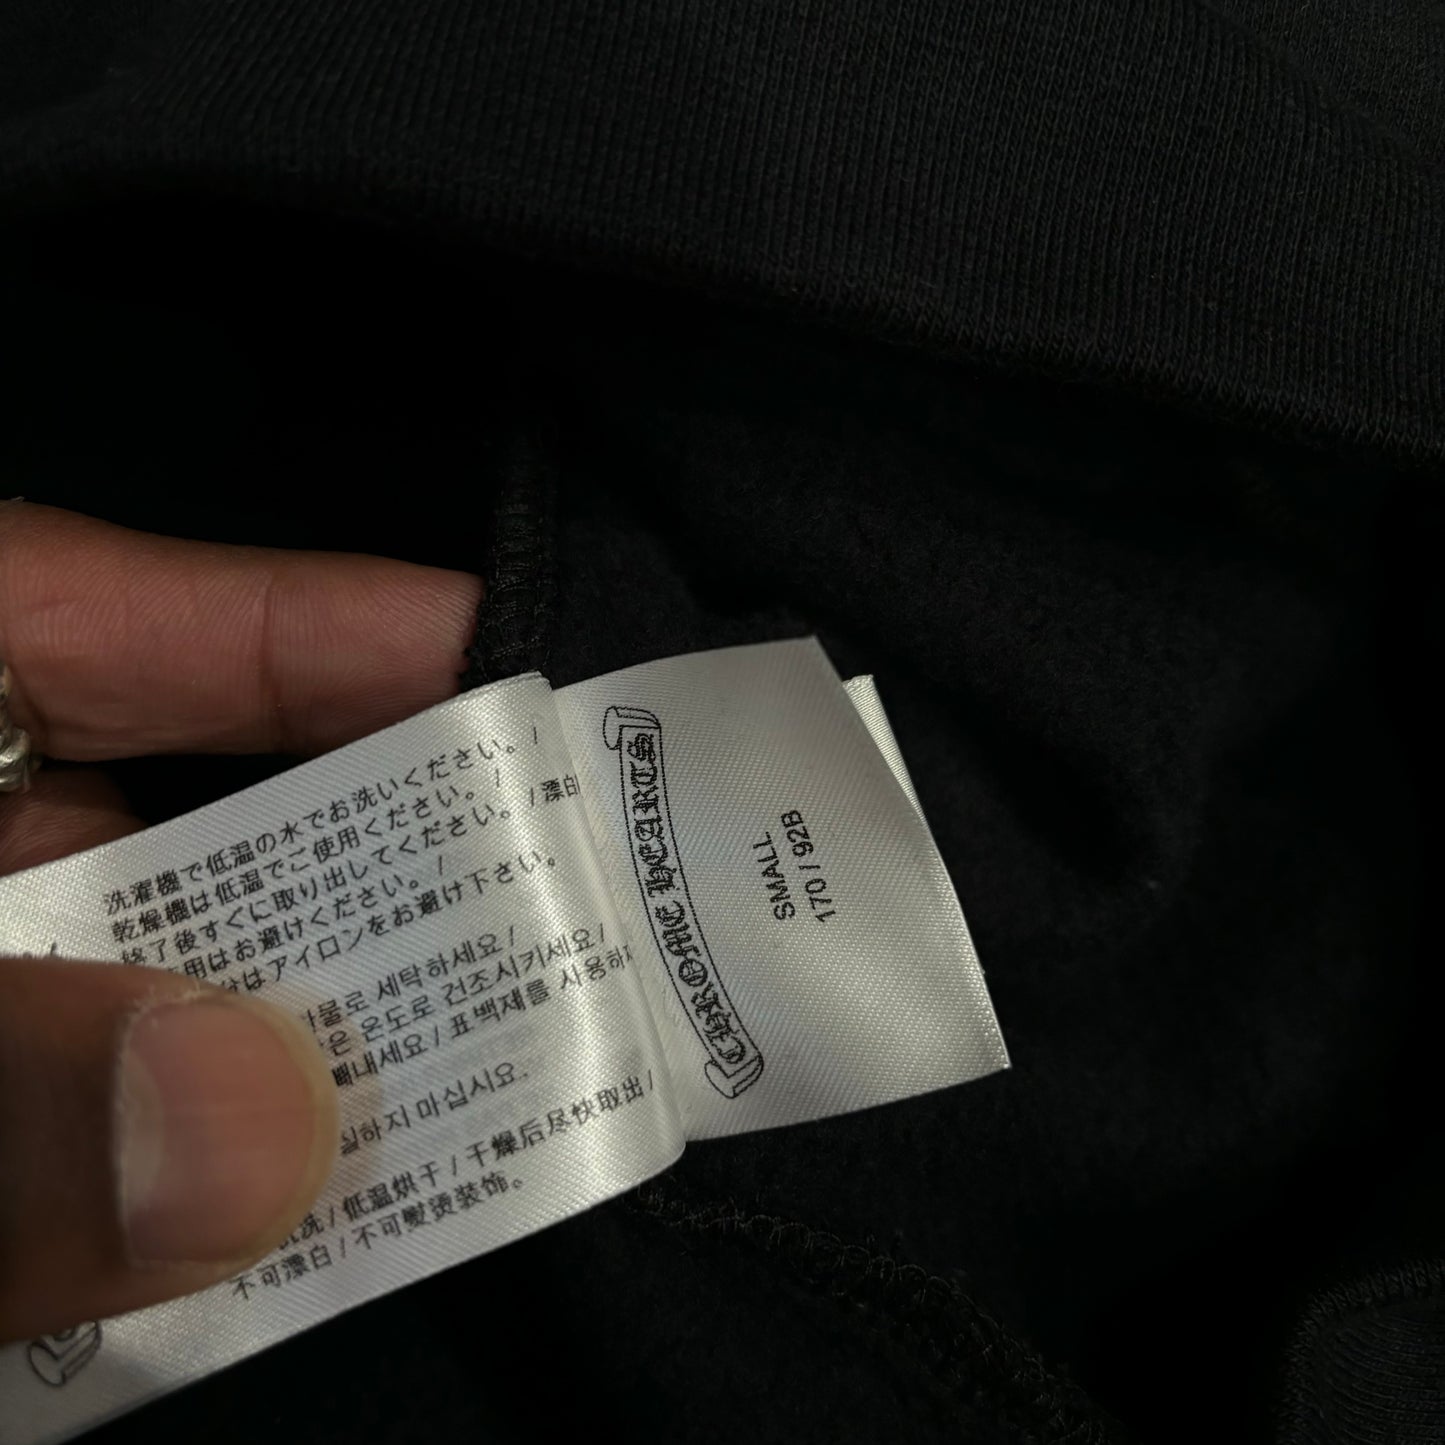 洗濯機で低温の水でお洗いください。/
乾燥機は低温でご使用ください。/
終了後すぐに取り出してください。/漂白
用はお避けください。/
はアイロンをお避け下さい。
물로 세탁하세요 /
은 온도로 건조시키세요 /
빼내세요 / 표백제를 사용하지
하지 마십시오.
洗 / 低温烘干 / 干燥后尽快取出 /
不可漂白 / 不可熨烫装饰。
CHROME HEARTS
SMALL
170 / 92B